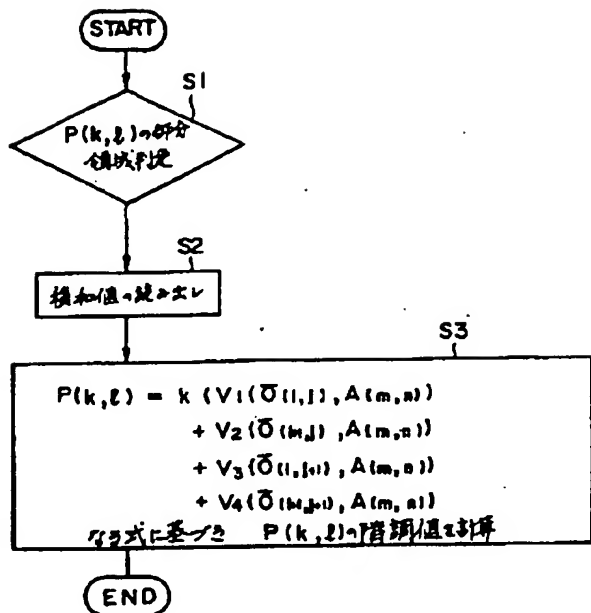 START
S1
P(k,ℓ)の部分
領域判定
S2
積和値の読み出し
S3
P(k,ℓ) = k (V1(O̅(i,j),A(m,n))
+ V2(O̅(i+1,j),A(m,n))
+ V3(O̅(i,j+1),A(m,n))
+ V4(O̅(i+1,j+1),A(m,n))
なる式に基づき P(k,ℓ)の階調値を計算
END